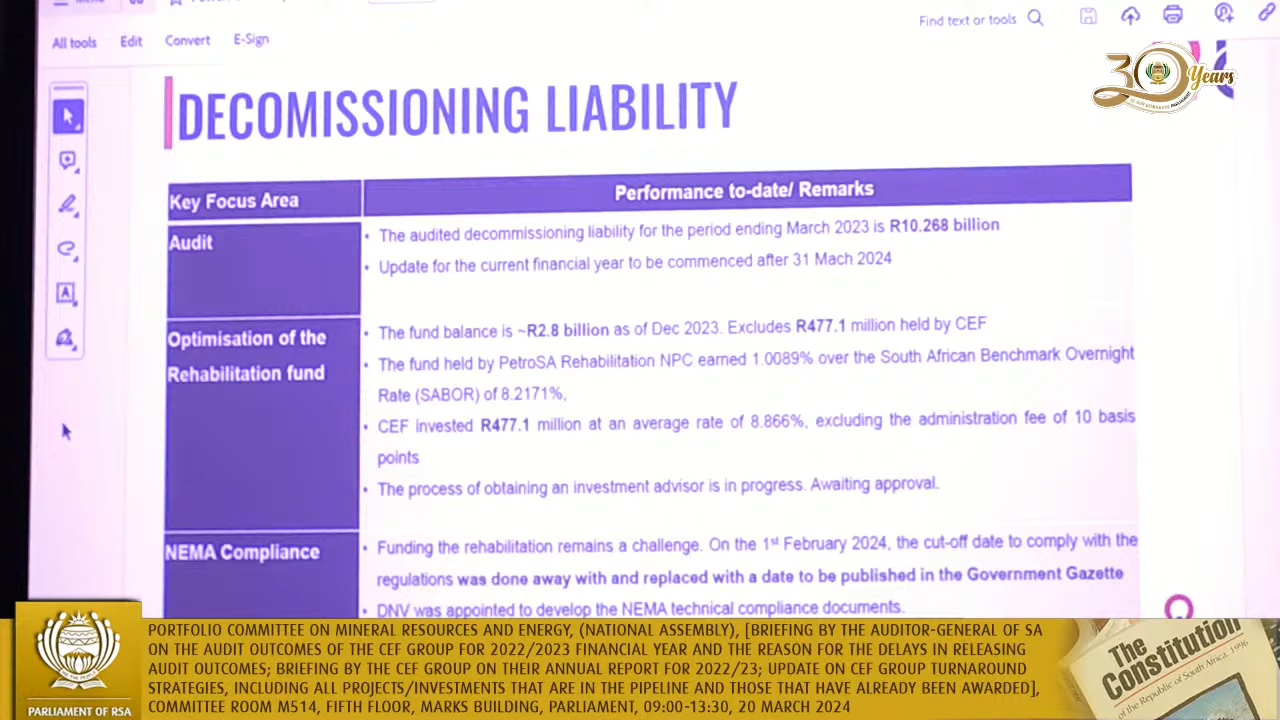 Menu
Find text or tools
All tools Edit Convert E-Sign
30 Years
DECOMISSIONING LIABILITY
Key Focus Area
Performance to-date/ Remarks
Audit
• The audited decommissioning liability for the period ending March 2023 is R10.268 billion
• Update for the current financial year to be commenced after 31 Mach 2024
Optimisation of the
Rehabilitation fund
• The fund balance is ~R2.8 billion as of Dec 2023. Excludes R477.1 million held by CEF
• The fund held by PetroSA Rehabilitation NPC earned 1.0089% over the South African Benchmark Overnight
Rate (SABOR) of 8.2171%,
• CEF invested R477.1 million at an average rate of 8.866%, excluding the administration fee of 10 basis
points
• The process of obtaining an investment advisor is in progress. Awaiting approval.
NEMA Compliance
• Funding the rehabilitation remains a challenge. On the 1st February 2024, the cut-off date to comply with the
regulations was done away with and replaced with a date to be published in the Government Gazette
• DNV was appointed to develop the NEMA technical compliance documents.
PARLIAMENT OF RSA
PORTFOLIO COMMITTEE ON MINERAL RESOURCES AND ENERGY, (NATIONAL ASSEMBLY), [BRIEFING BY THE AUDITOR-GENERAL OF SA
ON THE AUDIT OUTCOMES OF THE CEF GROUP FOR 2022/2023 FINANCIAL YEAR AND THE REASON FOR THE DELAYS IN RELEASING
AUDIT OUTCOMES; BRIEFING BY THE CEF GROUP ON THEIR ANNUAL REPORT FOR 2022/23; UPDATE ON CEF GROUP TURNAROUND
STRATEGIES, INCLUDING ALL PROJECTS/INVESTMENTS THAT ARE IN THE PIPELINE AND THOSE THAT HAVE ALREADY BEEN AWARDED],
COMMITTEE ROOM M514, FIFTH FLOOR, MARKS BUILDING, PARLIAMENT, 09:00-13:30, 20 MARCH 2024
The
Constitution
of the Republic of South Africa, 1996